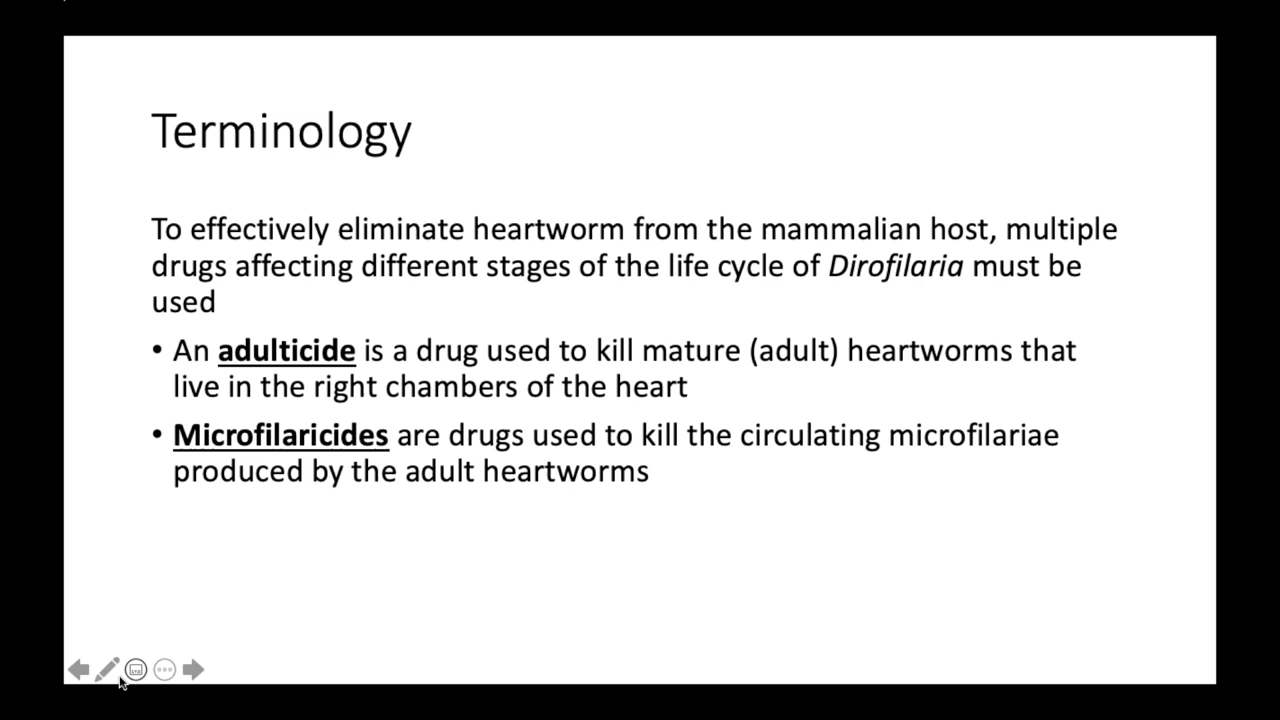 Terminology
To effectively eliminate heartworm from the mammalian host, multiple
drugs affecting different stages of the life cycle of Dirofilaria must be
used
• An adulticide is a drug used to kill mature (adult) heartworms that
live in the right chambers of the heart
• Microfilaricides are drugs used to kill the circulating microfilariae
produced by the adult heartworms